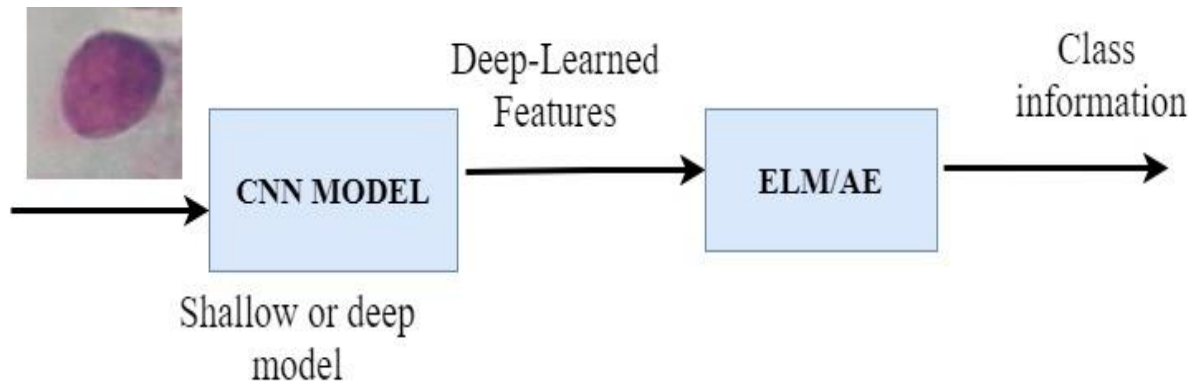 Deep-Learned
Features
Class
information
CNN MODEL
ELM/AE
Shallow or deep
model